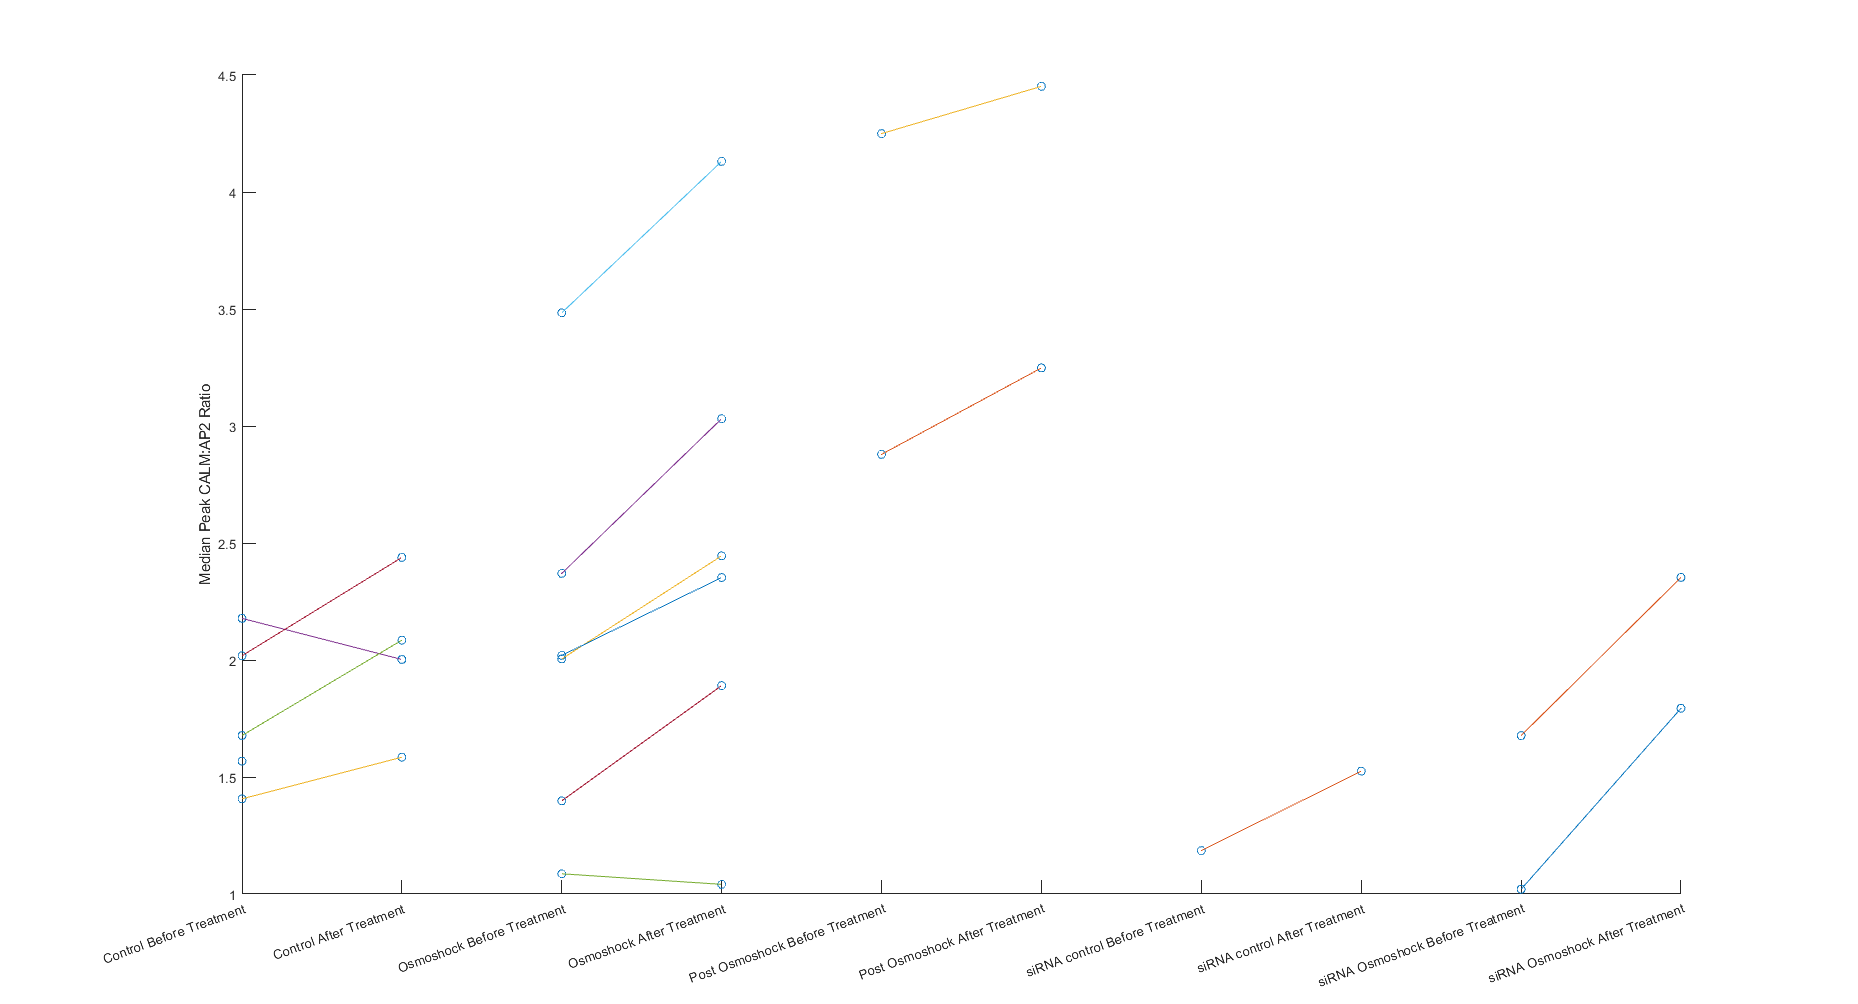 4.5
4
3.5
3
2.5
2
1.5
1
Median Peak CALM:AP2 Ratio
Control Before Treatment
Control After Treatment
Osmoshock Before Treatment
Osmoshock After Treatment
Post Osmoshock Before Treatment
Post Osmoshock After Treatment
siRNA control Before Treatment
siRNA control After Treatment
siRNA Osmoshock Before Treatment
siRNA Osmoshock After Treatment